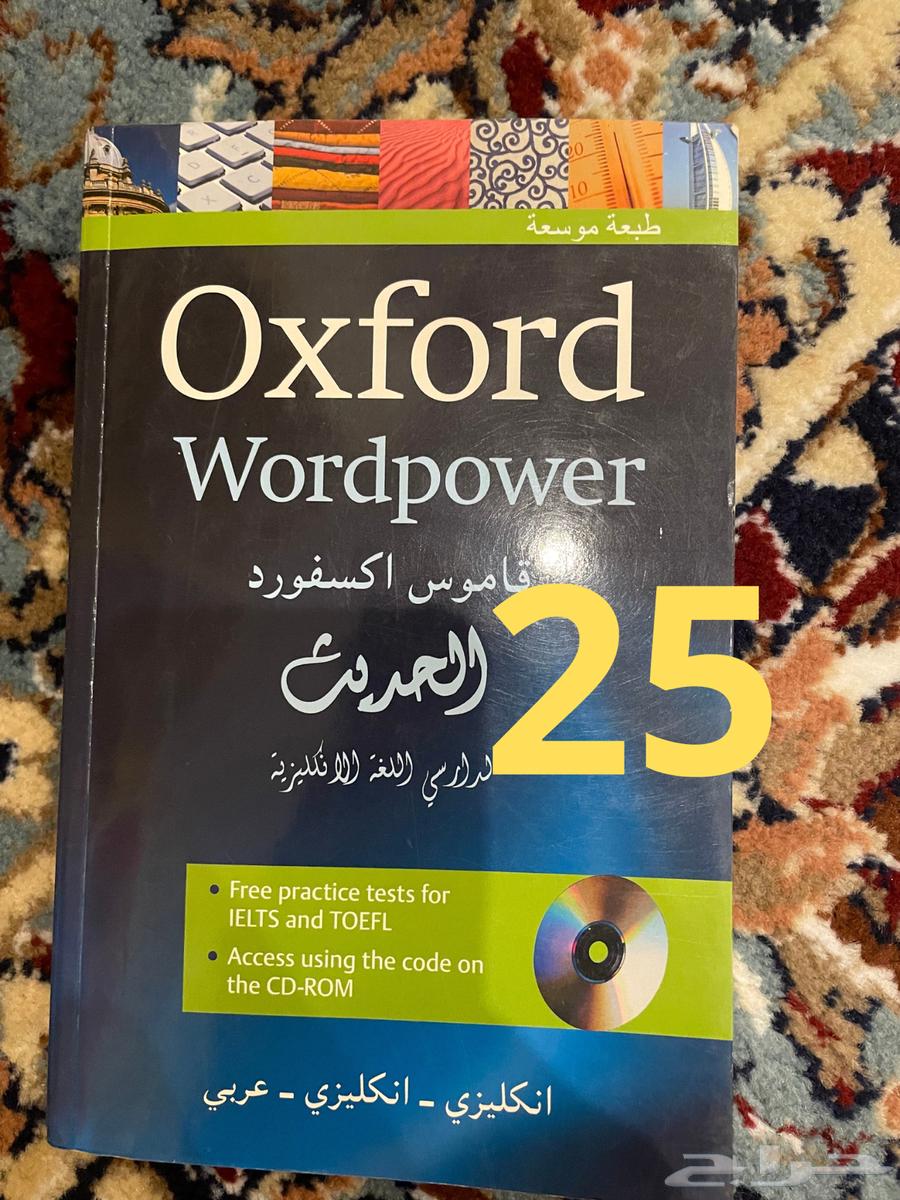 طبعة موسعة
Oxford
Wordpower
قاموس اكسفورد
الحديث
لدارسي اللغة الانكليزية
25
• Free practice tests for
IELTS and TOEFL
• Access using the code on
the CD-ROM
انكليزي - انكليزي - عربي
حراج